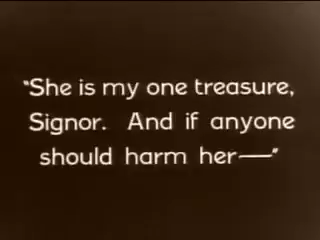 "She is my one treasure,
Signor. And if anyone
should harm her—"